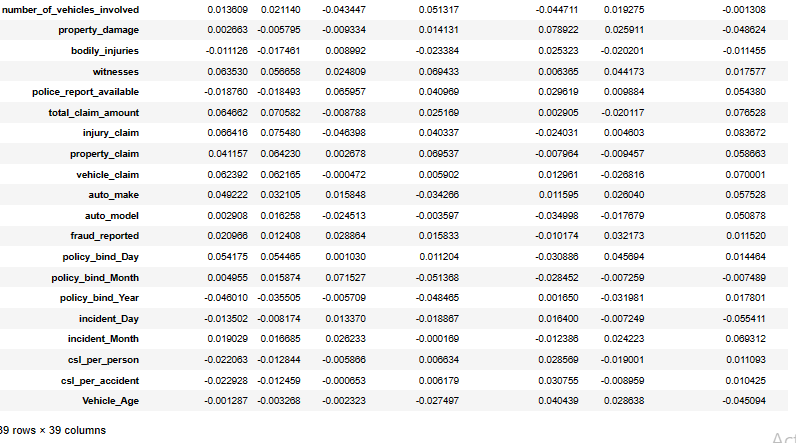 number_of_vehicles_involved 0.013609 0.021140 -0.043447 0.051317 -0.044711 0.019275 -0.001308
property_damage 0.002663 -0.005795 -0.009334 0.014131 0.078922 0.025911 -0.048624
bodily_injuries -0.011126 -0.017461 0.008992 -0.023384 0.025323 -0.020201 -0.011455
witnesses 0.063530 0.056658 0.024809 0.069433 0.006365 0.044173 0.017577
police_report_available -0.018760 -0.018493 0.065957 0.040969 0.029619 0.009884 0.054380
total_claim_amount 0.064662 0.070582 -0.008788 0.025169 0.002905 -0.020117 0.076528
injury_claim 0.066416 0.075480 -0.046398 0.040337 -0.024031 0.004603 0.083672
property_claim 0.041157 0.064230 0.002678 0.069537 -0.007964 -0.009457 0.058663
vehicle_claim 0.062392 0.062165 -0.000472 0.005902 0.012961 -0.026816 0.070001
auto_make 0.049222 0.032105 0.015848 -0.034266 0.011595 0.026040 0.057528
auto_model 0.002908 0.016258 -0.024513 -0.003597 -0.034998 -0.017679 0.050878
fraud_reported 0.020966 0.012408 0.028864 0.015833 -0.010174 0.032173 0.011520
policy_bind_Day 0.054175 0.054465 0.001030 0.011204 -0.030886 0.045694 0.014464
policy_bind_Month 0.004955 0.015874 0.071527 -0.051368 -0.028452 -0.007259 -0.007489
policy_bind_Year -0.046010 -0.035505 -0.005709 -0.048465 0.001650 -0.031981 0.017801
incident_Day -0.013502 -0.008174 0.013370 -0.018867 0.016400 -0.007249 -0.055411
incident_Month 0.019029 0.016685 0.026233 -0.000169 -0.012386 0.024223 0.069312
csl_per_person -0.022063 -0.012844 -0.005866 0.006634 0.028569 -0.019001 0.011093
csl_per_accident -0.022928 -0.012459 -0.000653 0.006179 0.030755 -0.008959 0.010425
Vehicle_Age -0.001287 -0.003268 -0.002323 -0.027497 0.040439 0.028638 -0.045094
39 rows × 39 columns